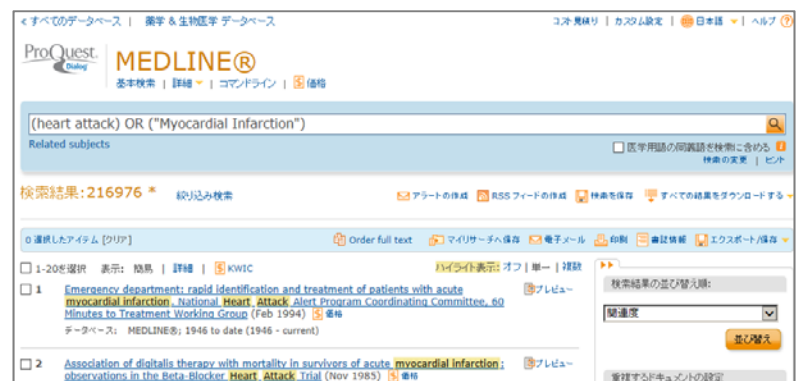 < すべてのデータベース | 薬学 & 生物医学 データベース
コスト見積り | カスタム設定 | 日本語 | ヘルプ ?
ProQuest
Dialog
MEDLINE®
基本検索 | 詳細 | コマンドライン | $ 価格
(heart attack) OR ("Myocardial Infarction")
Related subjects
医学用語の同義語を検索に含める
検索の変更 | ヒント
検索結果:216976 *
絞り込み検索
アラートの作成 RSS フィードの作成 検索を保存 すべての結果をダウンロードする
0 選択したアイテム [クリア]
Order full text マイリサーチへ保存 電子メール 印刷 書誌情報 エクスポート/保存
1-20を選択 表示: 簡易 | 詳細 | $ KWIC
ハイライト表示: オフ | 単一 | 複数
1 Emergency department: rapid identification and treatment of patients with acute
myocardial infarction. National Heart Attack Alert Program Coordinating Committee, 60
Minutes to Treatment Working Group (Feb 1994) $ 価格
プレビュー
データベース: MEDLINE®; 1946 to date (1946 - current)
2 Association of digitalis therapy with mortality in survivors of acute myocardial infarction:
observations in the Beta-Blocker Heart Attack Trial (Nov 1985) $ 価格
プレビュー
検索結果の並び替え順:
関連度
並び替え
重複するドキュメントの設定